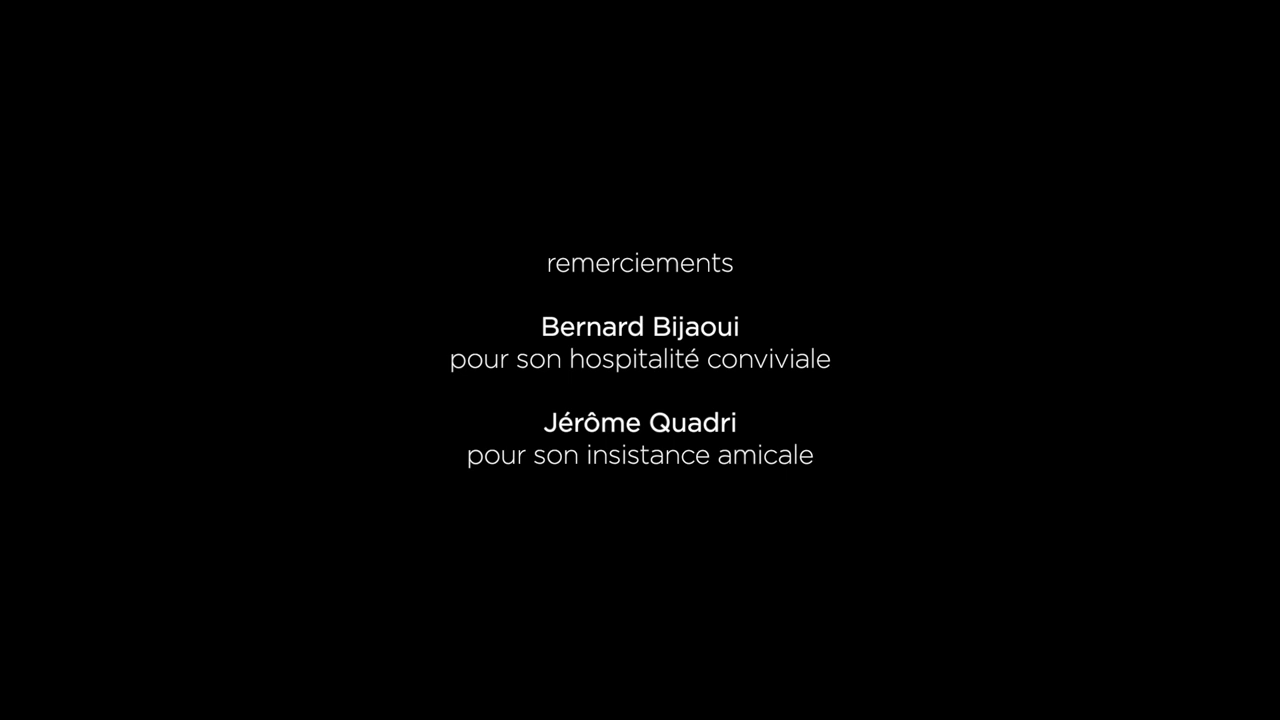 remerciements
Bernard Bijaoui
pour son hospitalité conviviale
Jérôme Quadri
pour son insistance amicale